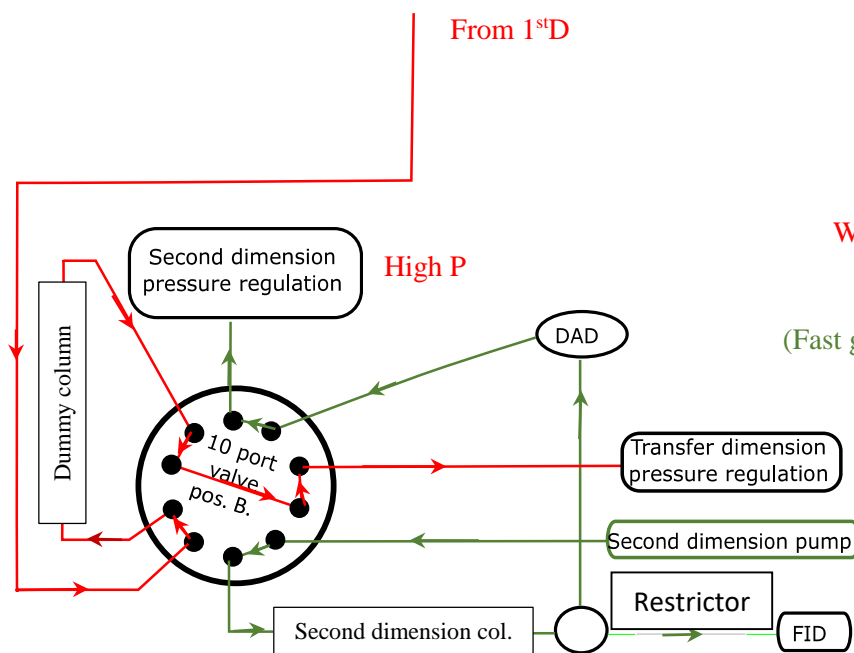 From 1stD
W
Second dimension
pressure regulation
High P
DAD
(Fast g
Dummy column
10 port
valve
pos. B.
Transfer dimension
pressure regulation
Second dimension pump
Restrictor
Second dimension col.
FID